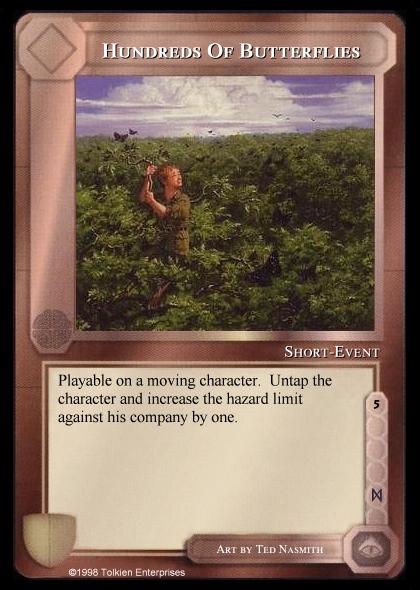 Hundreds Of Butterflies
Short-Event
Playable on a moving character. Untap the
character and increase the hazard limit
against his company by one.
5
Art by Ted Nasmith
©1998 Tolkien Enterprises